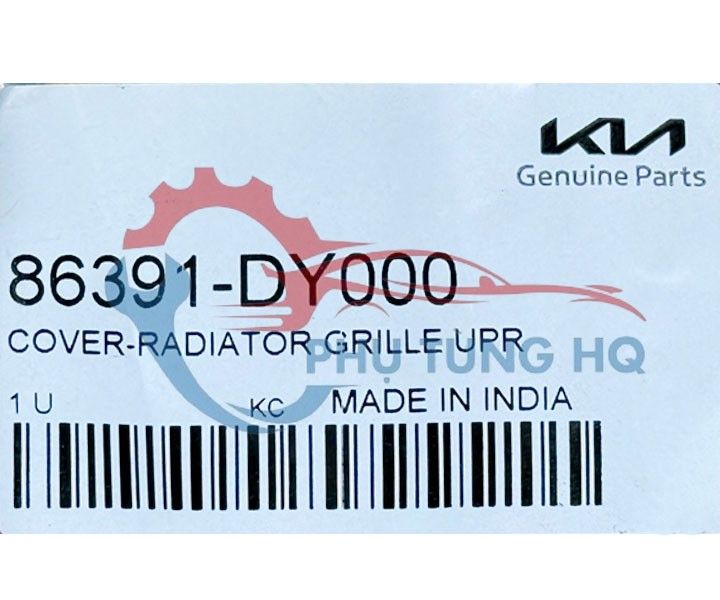 KIA
Genuine Parts
86391-DY000
COVER-RADIATOR GRILLE UPR
PHỤ TÙNG HQ
1 U KC MADE IN INDIA